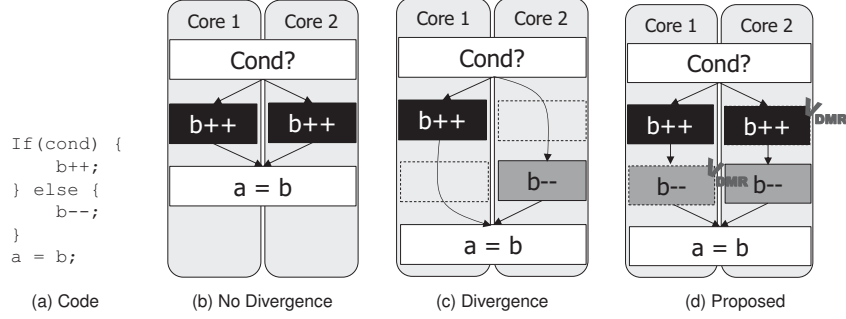 If(cond) {
b++;
} else {
b--;
}
a = b;
(a) Code
Core 1 Core 2
Cond?
b++ b++
a = b
(b) No Divergence
Core 1 Core 2
Cond?
b++
b--
a = b
(c) Divergence
Core 1 Core 2
Cond?
b++ b++ DMR
b-- DMR b--
a = b
(d) Proposed